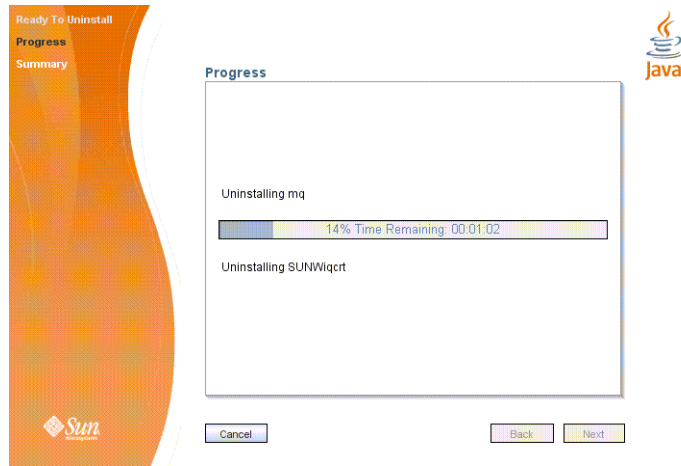 Ready To Uninstall
Progress
Summary
Java
Progress
Uninstalling mq
14% Time Remaining: 00:01:02
Uninstalling SUNWiqcrt
Sun
Cancel
Back
Next